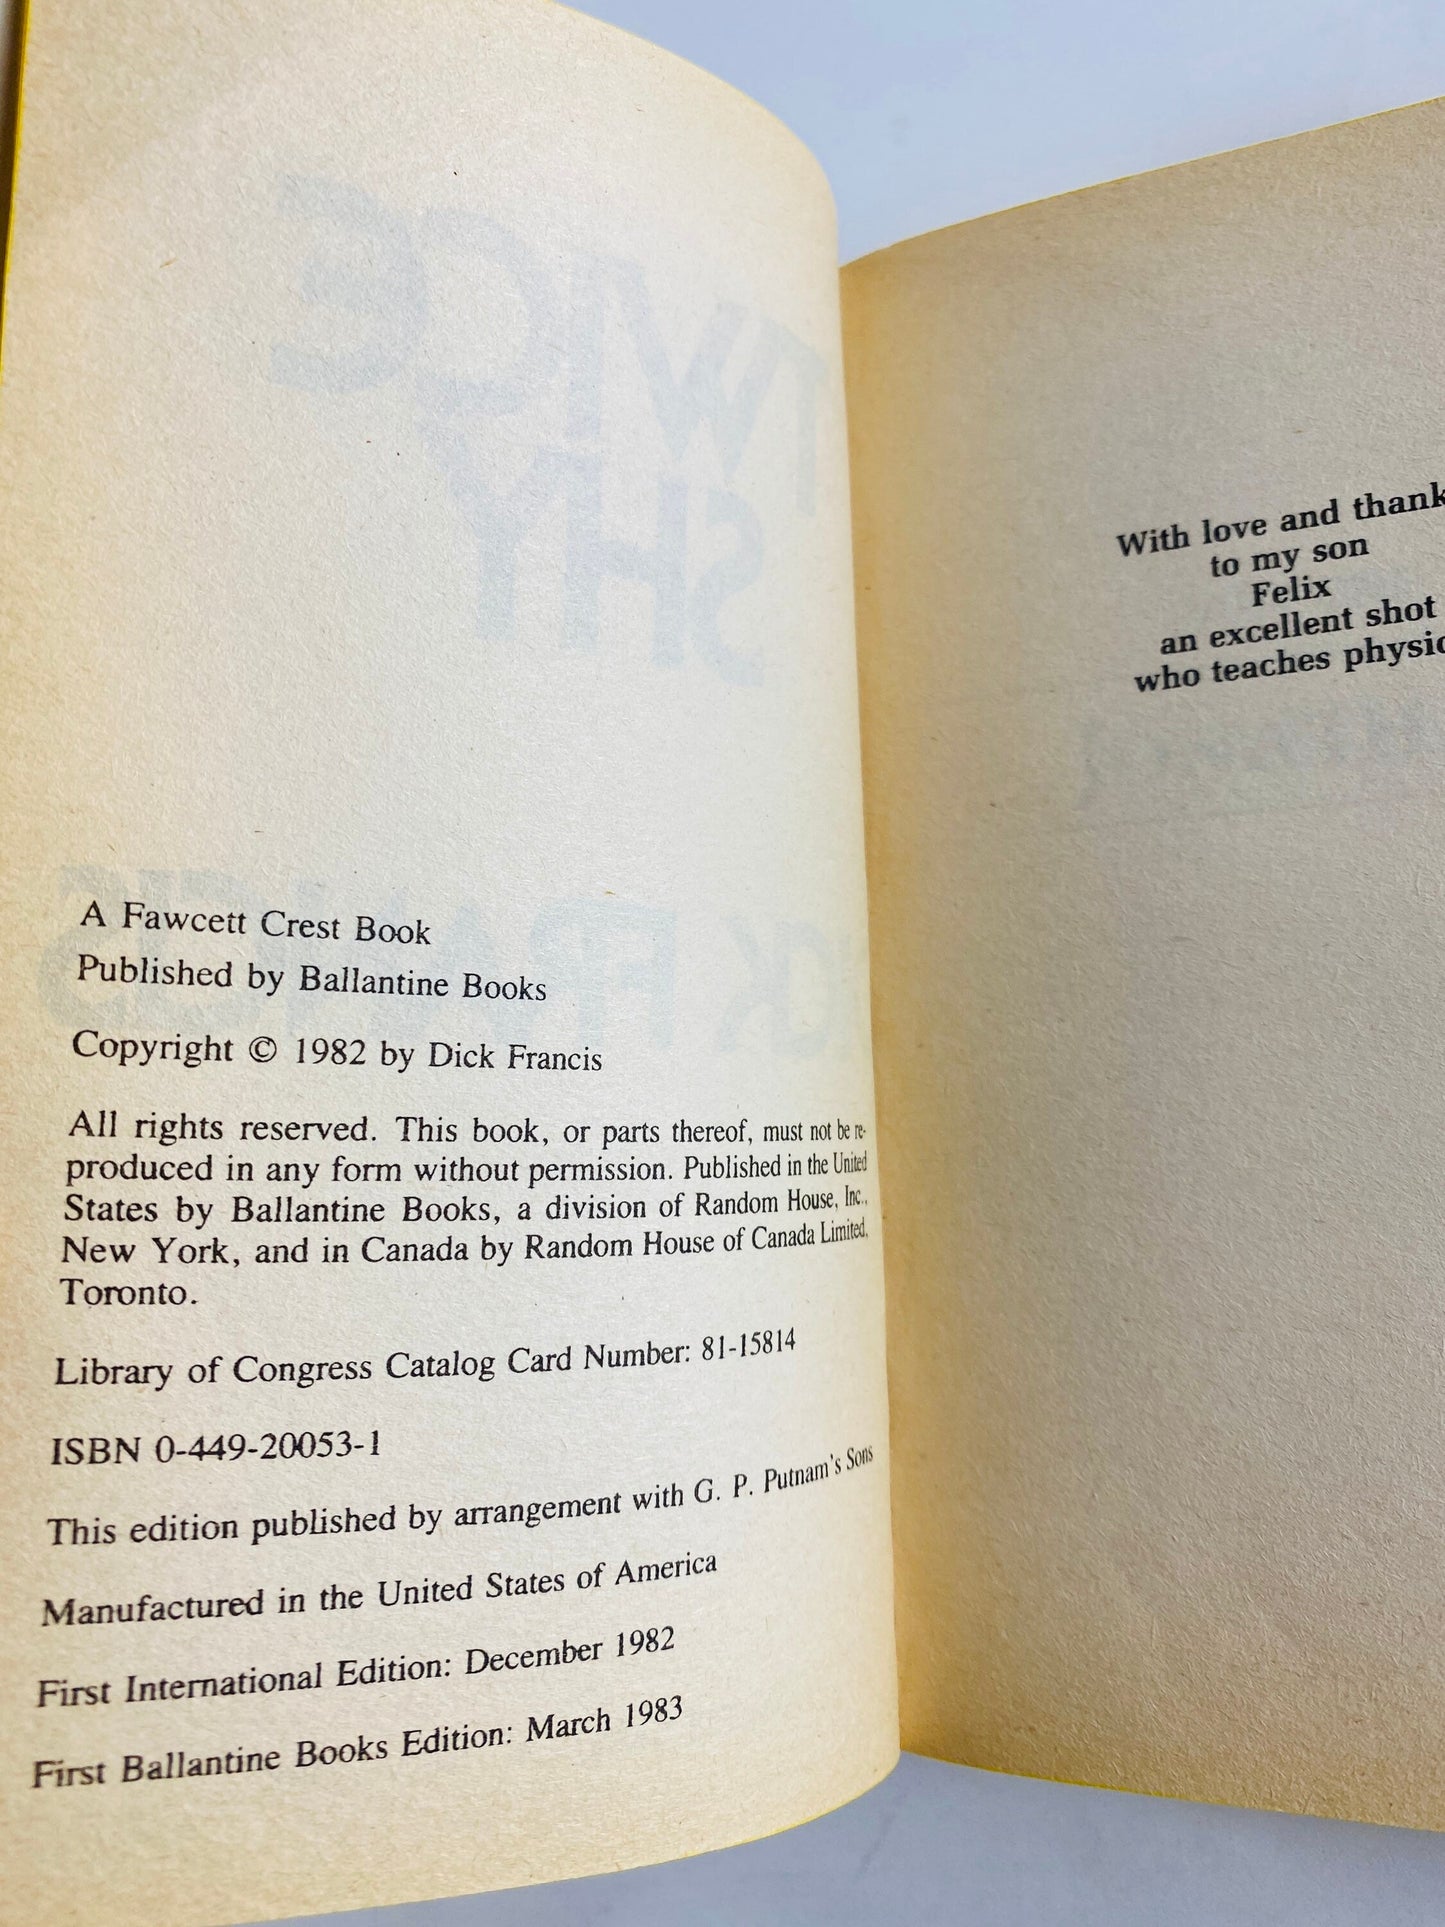 A Fawcett Crest Book
Published by Ballantine Books
Copyright © 1982 by Dick Francis
All rights reserved. This book, or parts thereof, must not be re-
produced in any form without permission. Published in the United
States by Ballantine Books, a division of Random House, Inc.,
New York, and in Canada by Random House of Canada Limited,
Toronto.
Library of Congress Catalog Card Number: 81-15814
ISBN 0-449-20053-1
This edition published by arrangement with G. P. Putnam's Sons
Manufactured in the United States of America
First International Edition: December 1982
First Ballantine Books Edition: March 1983
With love and thank
to my son
Felix
an excellent shot
who teaches physic